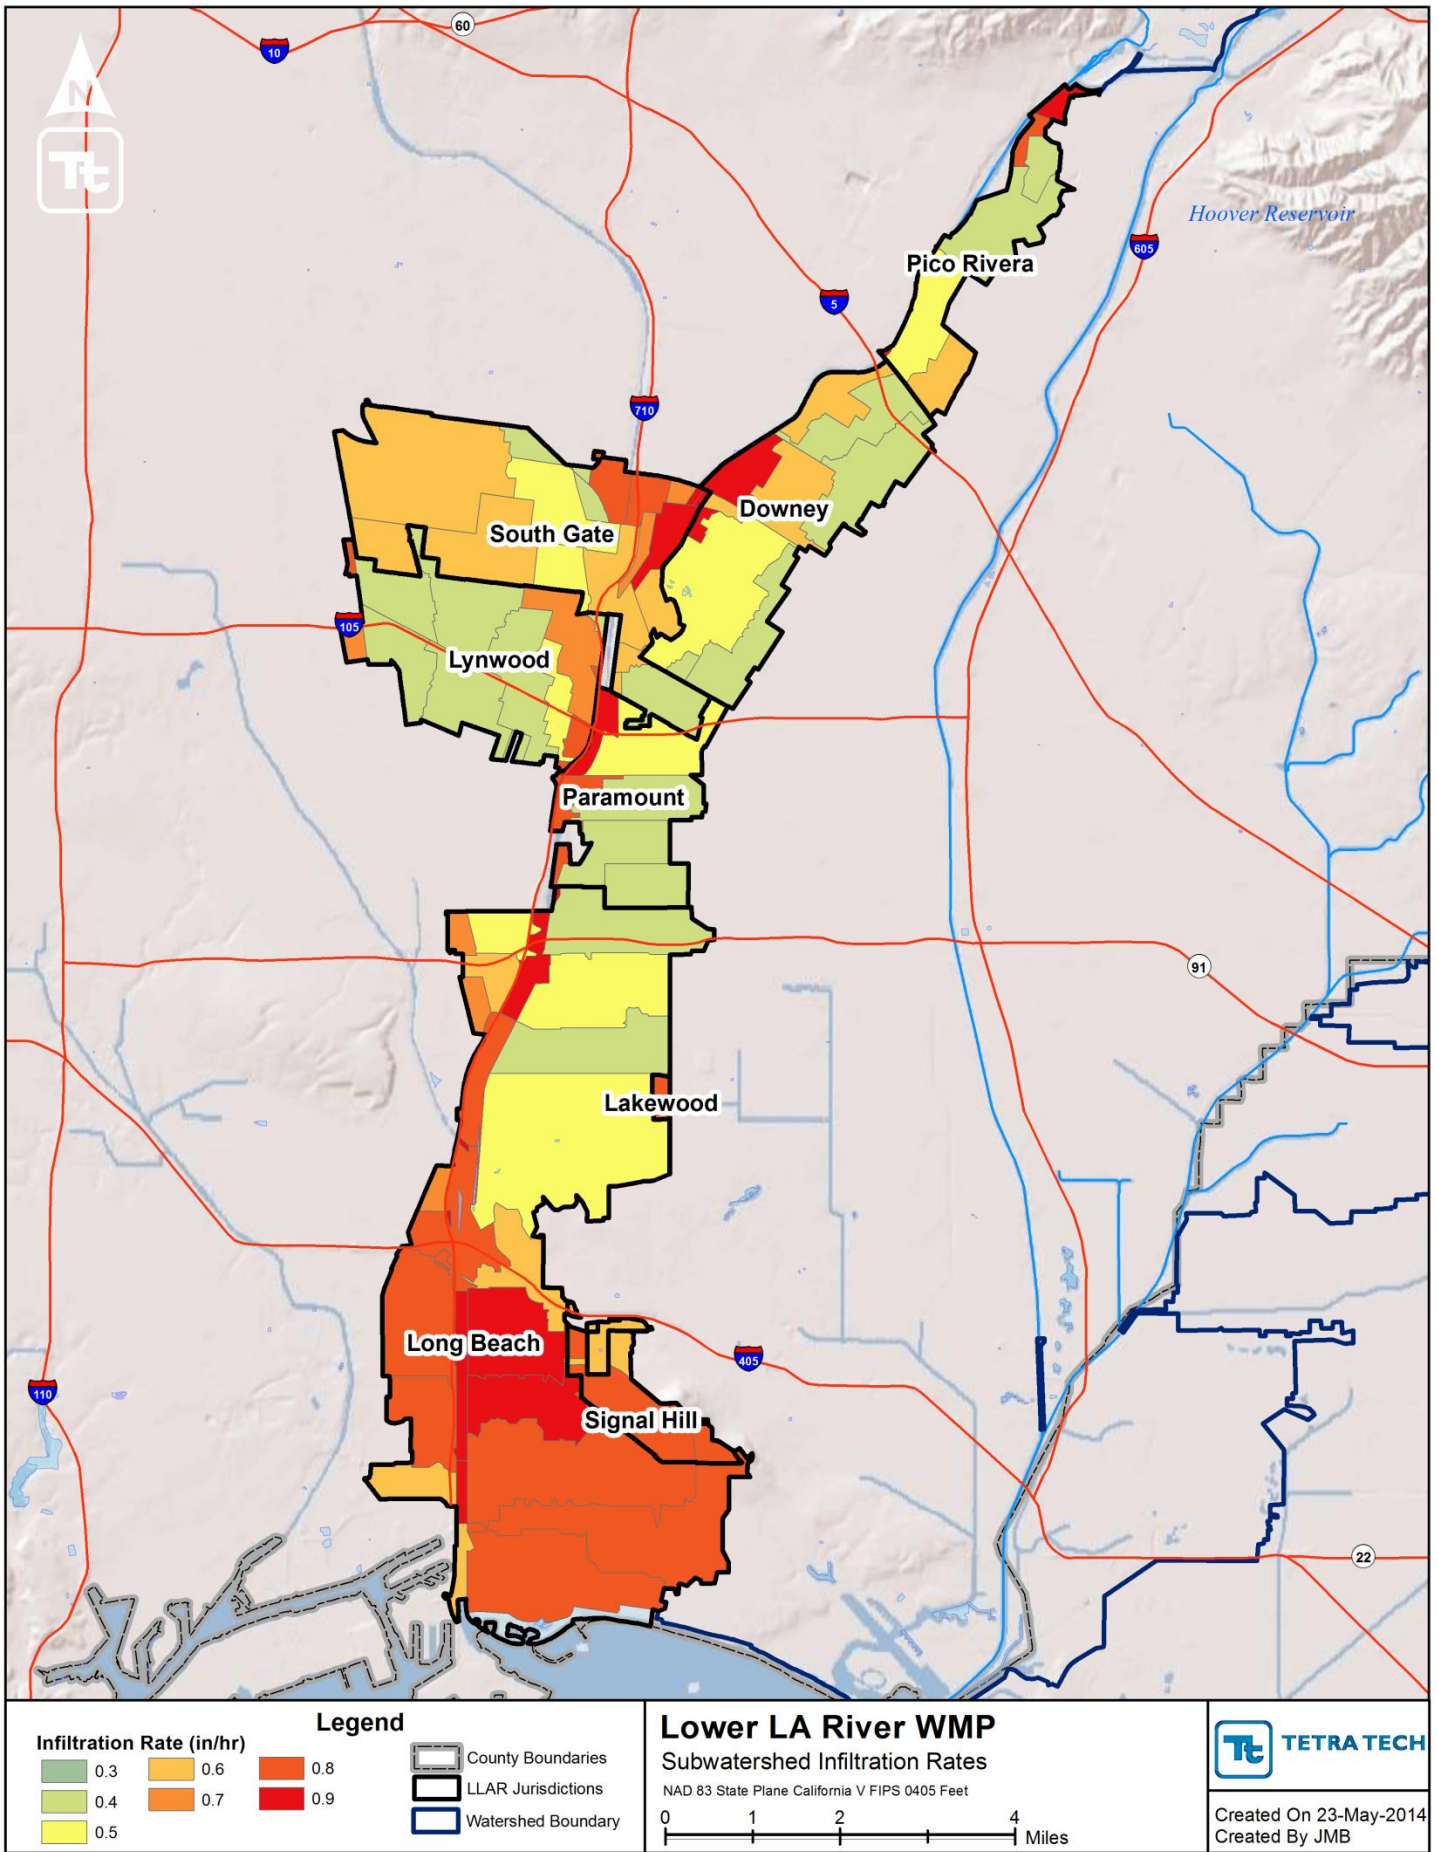 60
10
N
Tt
Hoover Reservoir
605
Pico Rivera
5
710
Downey
South Gate
105
Lynwood
Paramount
91
Lakewood
Long Beach
405
110
Signal Hill
22
Legend
Infiltration Rate (in/hr)
0.3
0.4
0.5
0.6
0.7
0.8
0.9
County Boundaries
LLAR Jurisdictions
Watershed Boundary
Lower LA River WMP
Subwatershed Infiltration Rates
NAD 83 State Plane California V FIPS 0405 Feet
0 1 2 4
Miles
Tt TETRA TECH
Created On 23-May-2014
Created By JMB